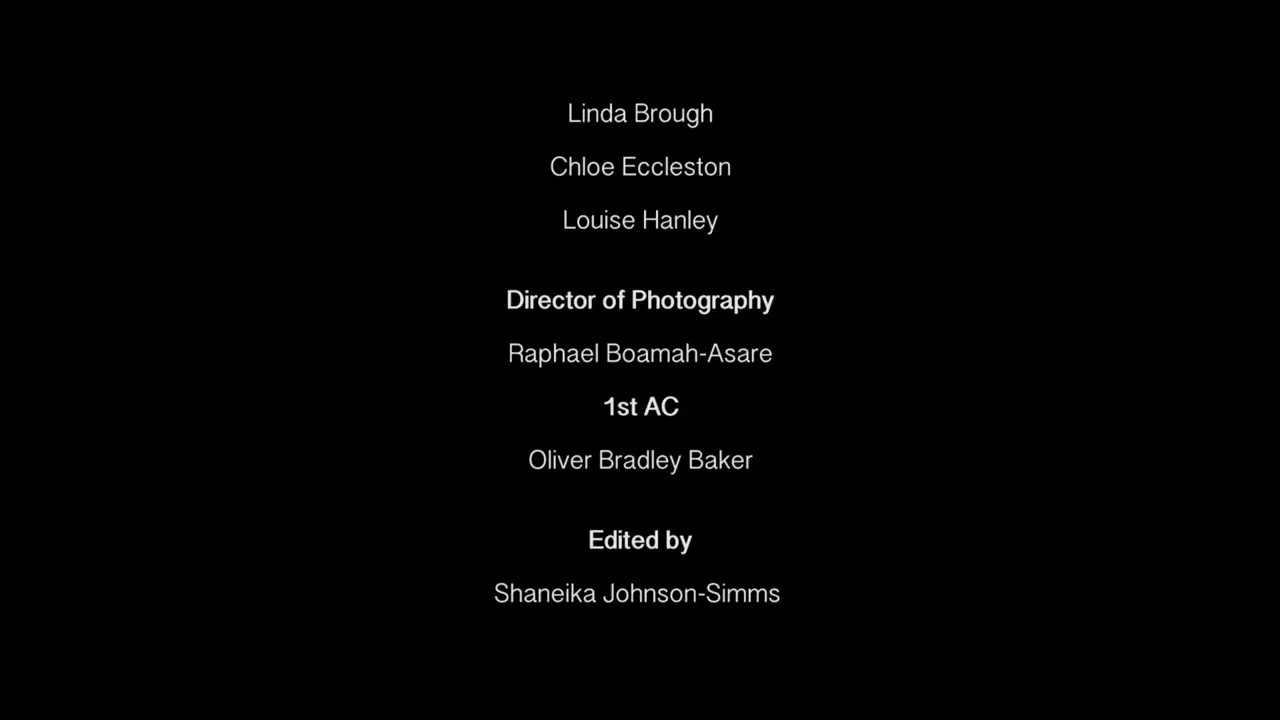 Linda Brough
Chloe Eccleston
Louise Hanley
Director of Photography
Raphael Boamah-Asare
1st AC
Oliver Bradley Baker
Edited by
Shaneika Johnson-Simms